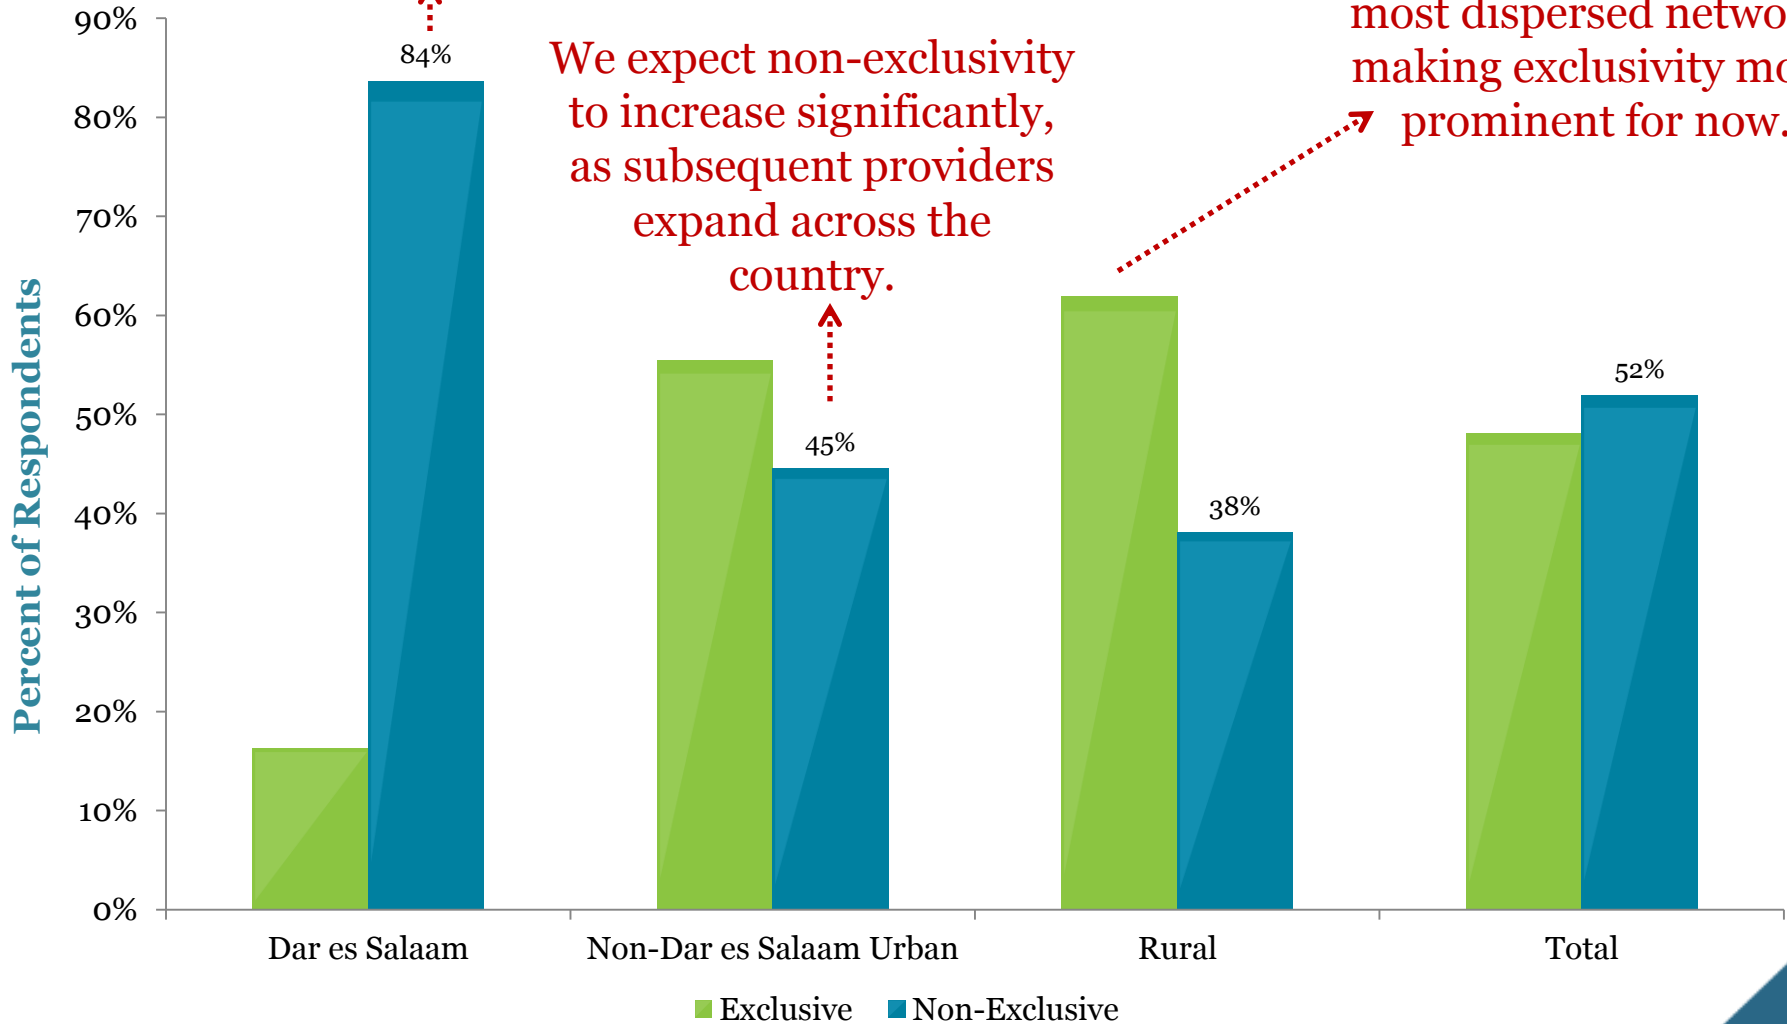 90%
80%
70%
60%
50%
40%
30%
20%
10%
0%
Percent of Respondents
84%
We expect non-exclusivity
to increase significantly,
as subsequent providers
expand across the
country.
most dispersed
making exclusivity
prominent for now.
45%
38%
52%
Dar es Salaam
Non-Dar es Salaam Urban
Rural
Total
Exclusive
Non-Exclusive